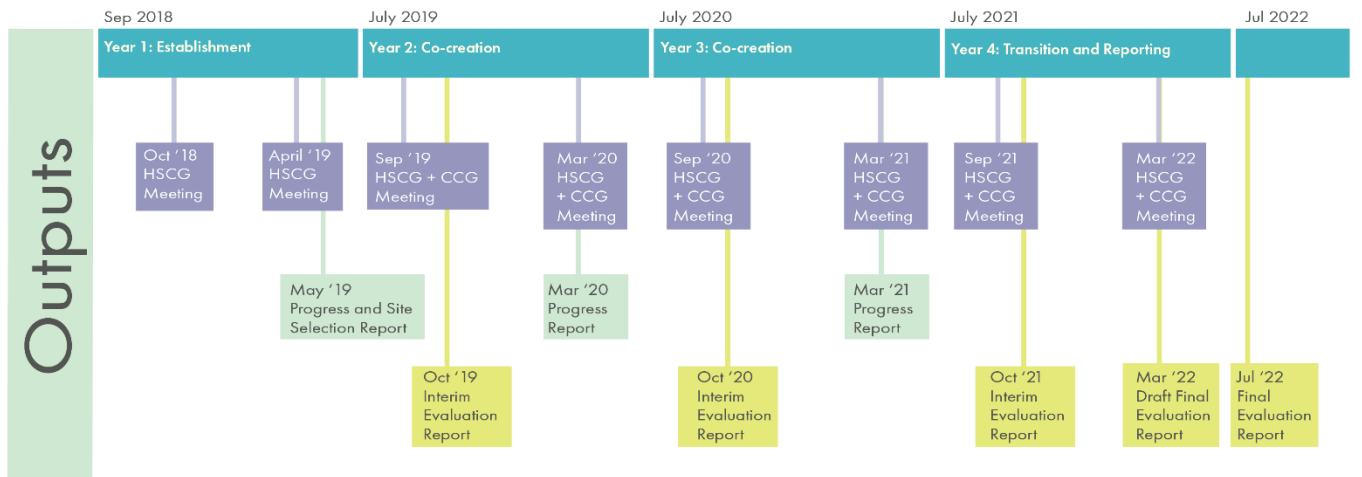 Sep 2018
July 2019
July 2020
July 2021
Jul 2022
Year 1: Establishment
Year 2: Co-creation
Year 3: Co-creation
Year 4: Transition and Reporting
Outputs
Oct ‘18
HSCG
Meeting
April ‘19
HSCG
Meeting
Sep ‘19
HSCG + CCG
Meeting
Mar ‘20
HSCG
+ CCG
Meeting
Sep ‘20
HSCG
+ CCG
Meeting
Mar ‘21
HSCG
+ CCG
Meeting
Sep ‘21
HSCG
+ CCG
Meeting
Mar ‘22
HSCG
+ CCG
Meeting
May ‘19
Progress and Site
Selection Report
Mar ‘20
Progress
Report
Mar ‘21
Progress
Report
Oct ‘19
Interim
Evaluation
Report
Oct ‘20
Interim
Evaluation
Report
Oct ‘21
Interim
Evaluation
Report
Mar ‘22
Draft Final
Evaluation
Report
Jul ‘22
Final
Evaluation
Report